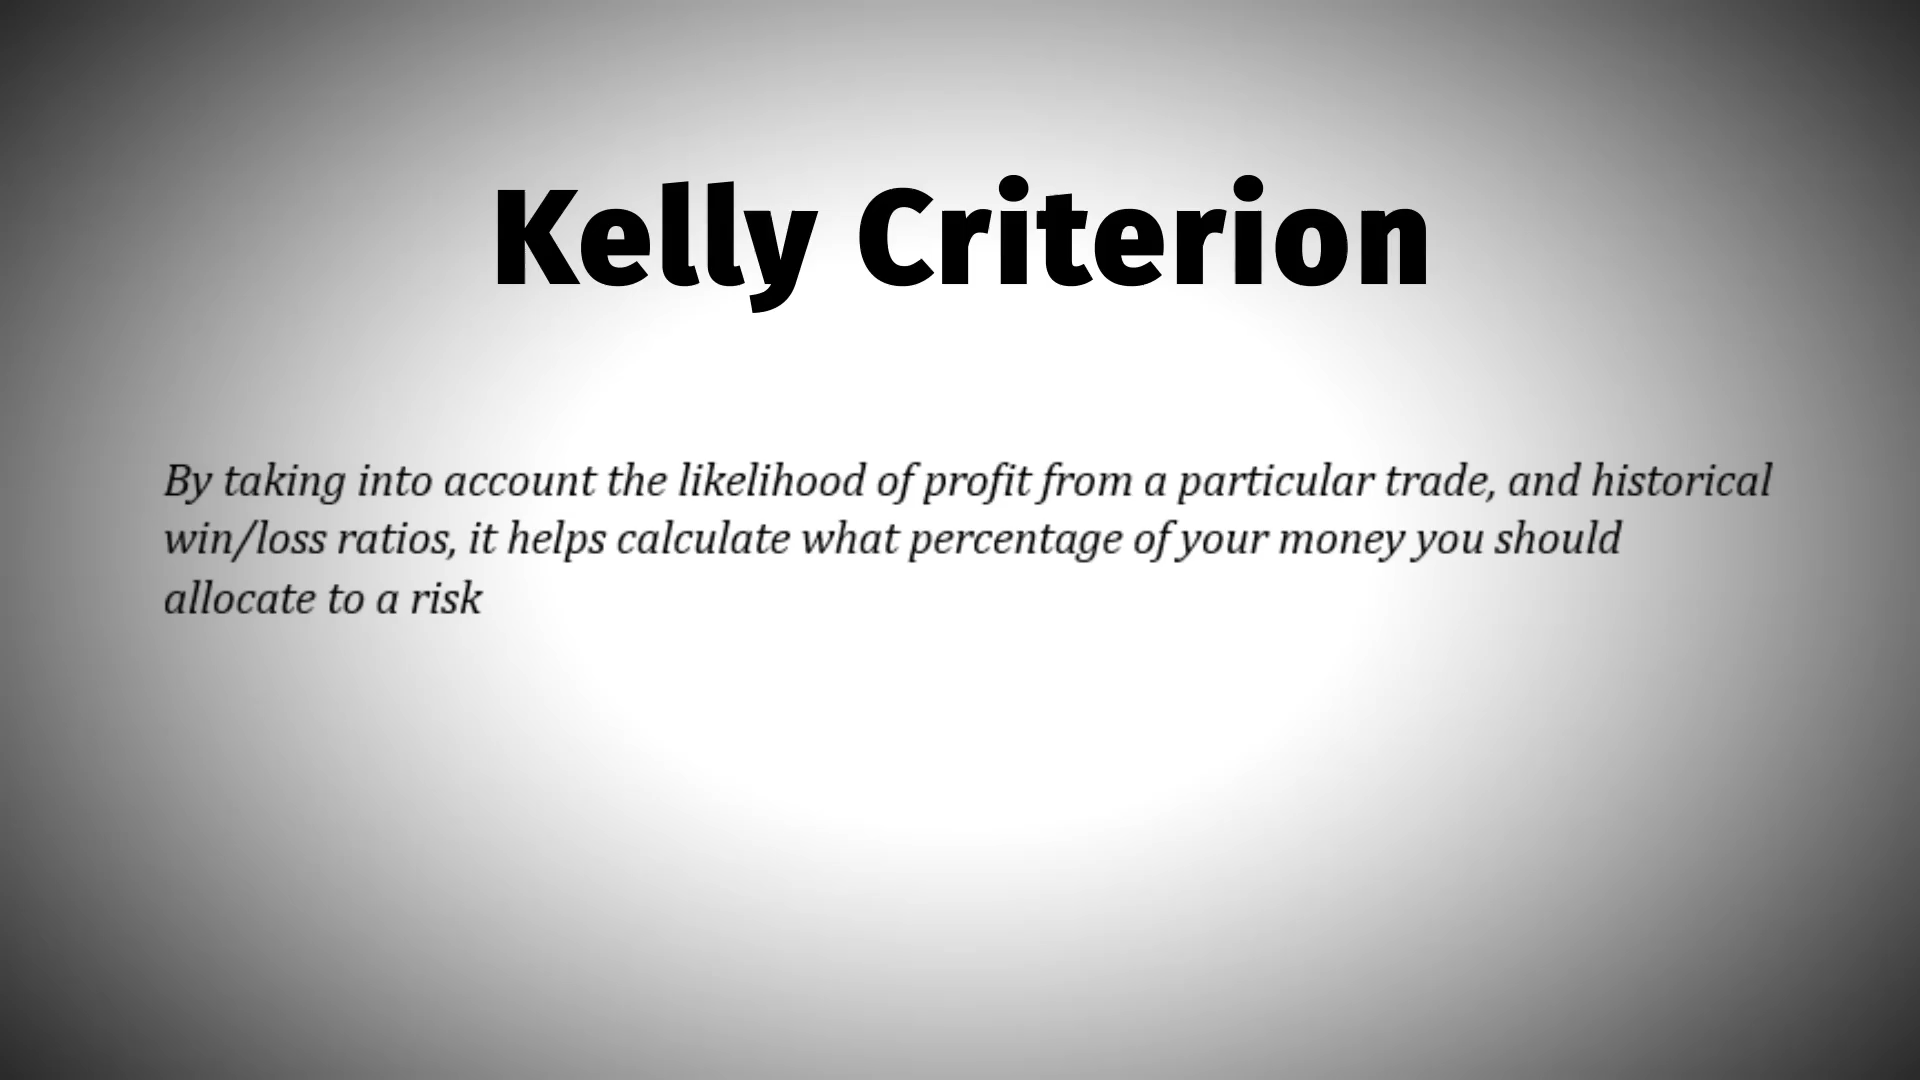 Kelly Criterion
By taking into account the likelihood of profit from a particular trade, and historical
win/loss ratios, it helps calculate what percentage of your money you should
allocate to a risk